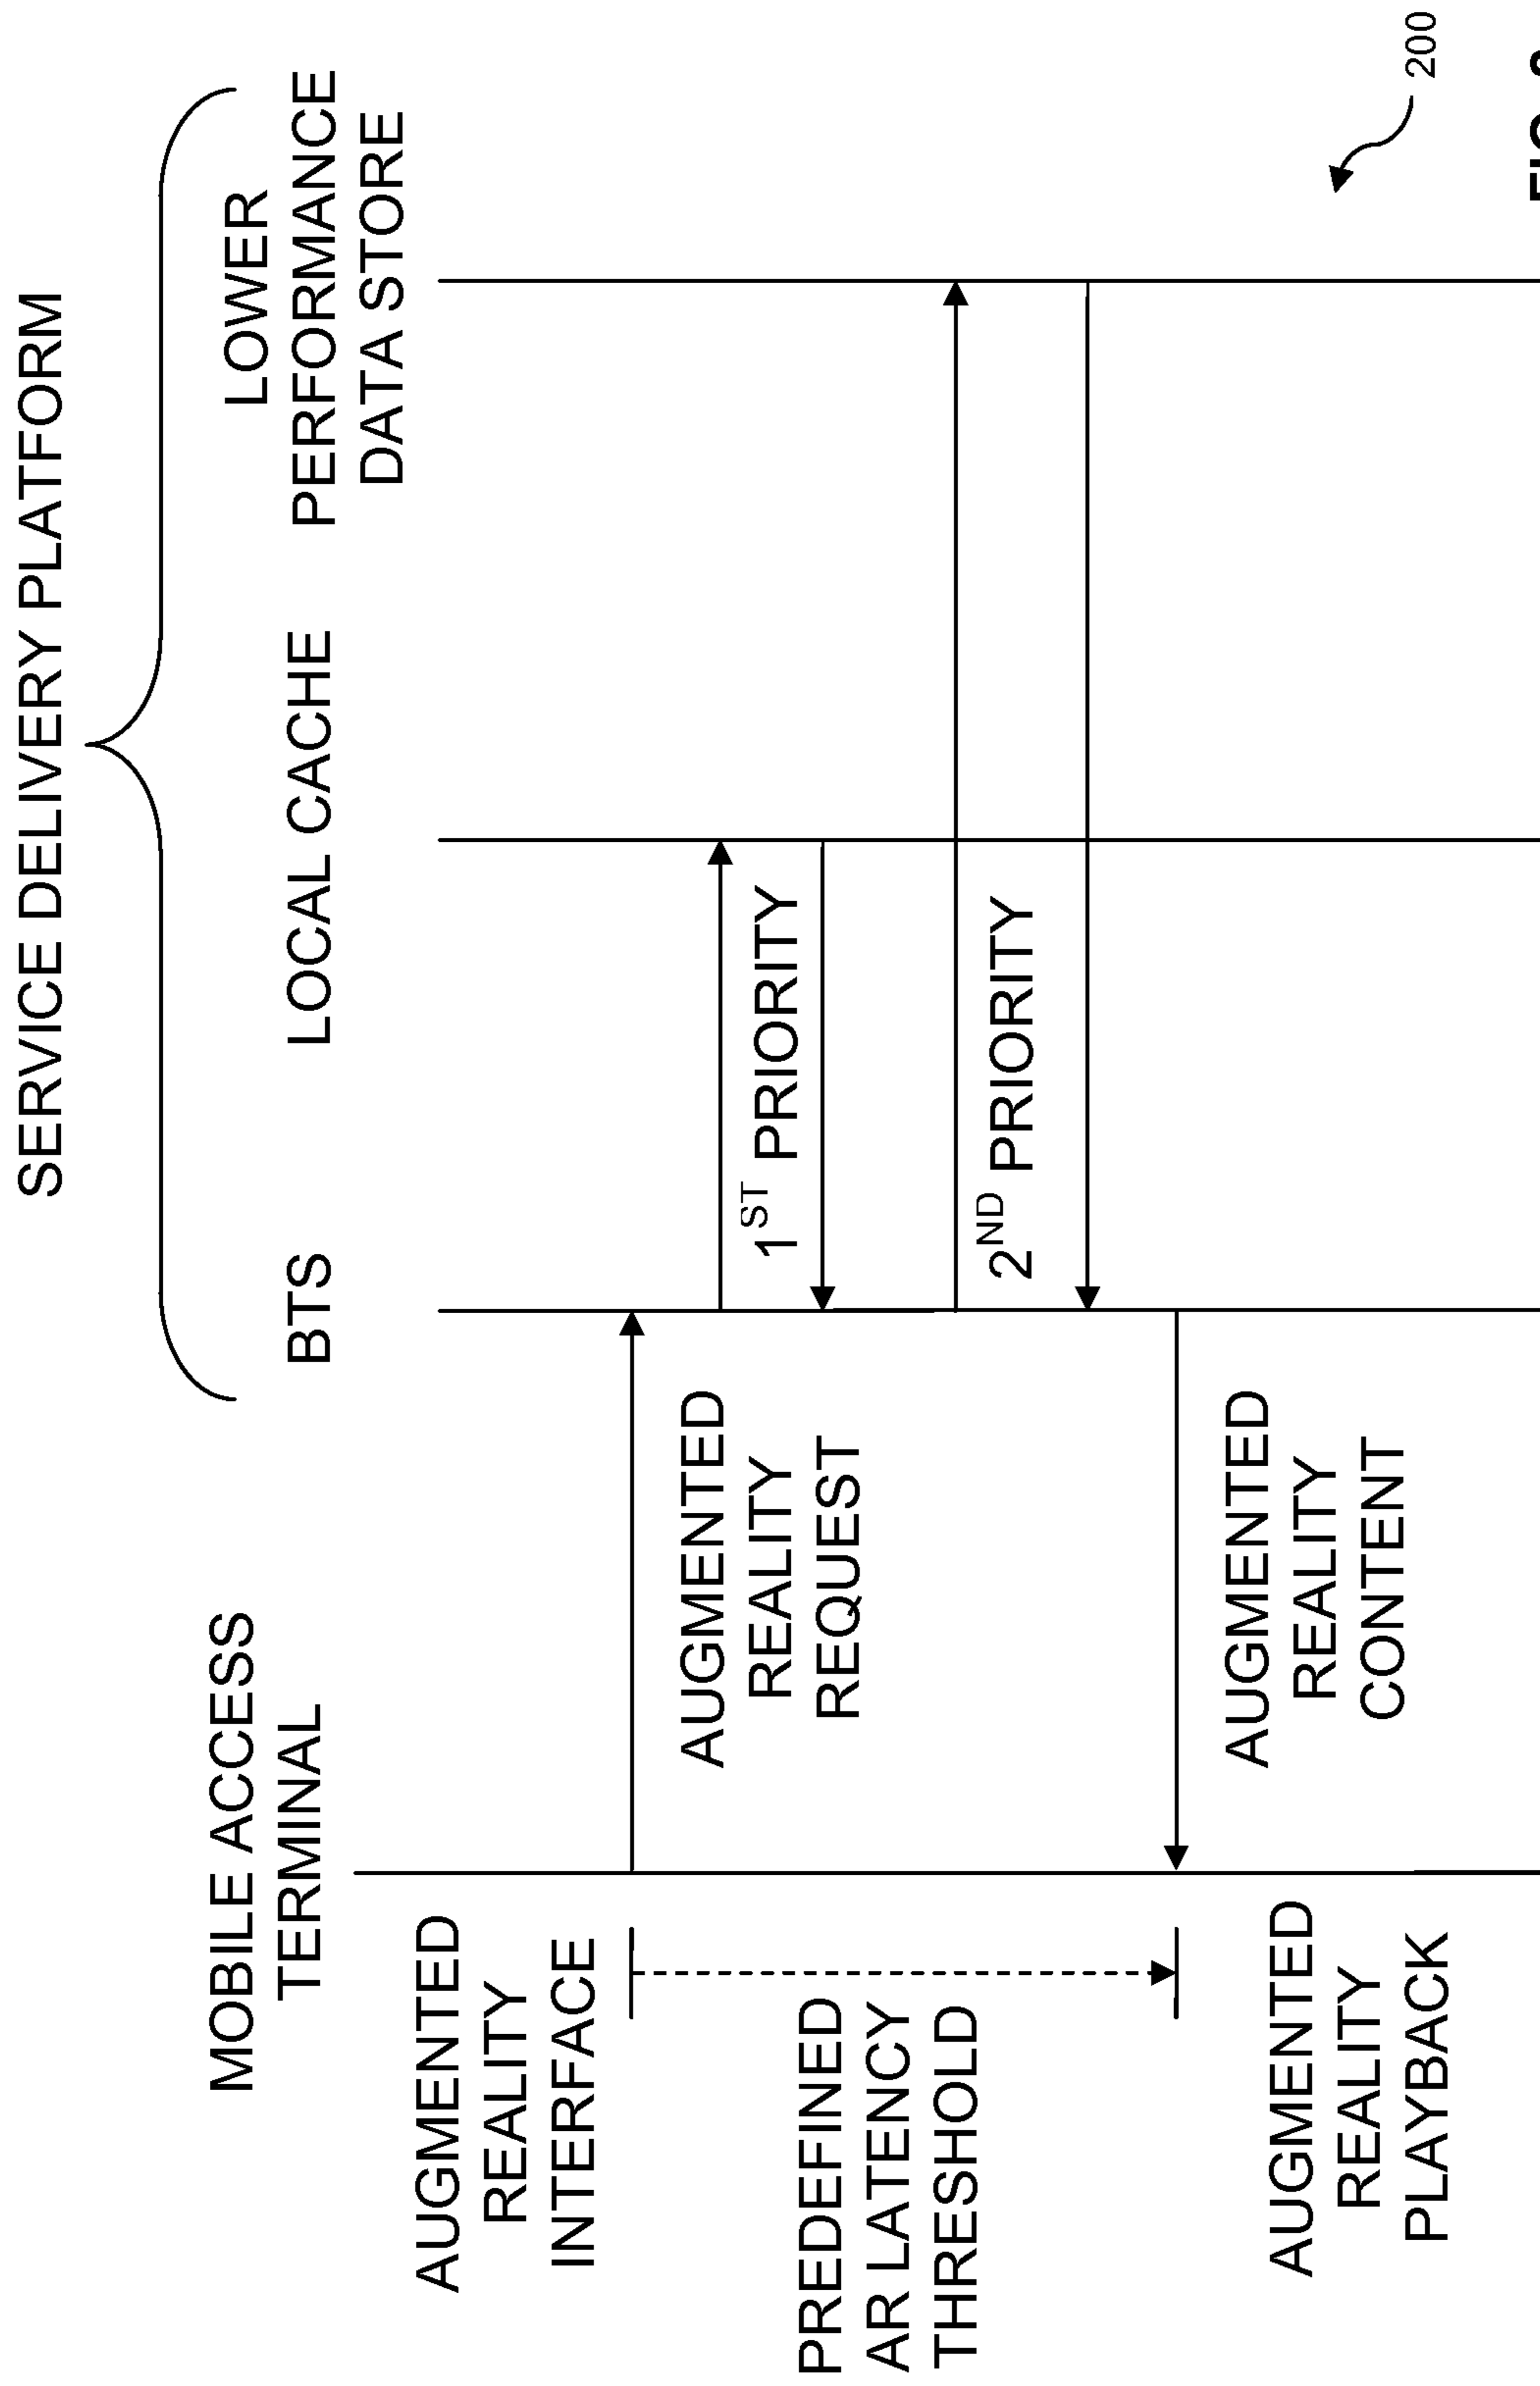 SERVICE DELIVERY PLATFORM
MOBILE ACCESS
TERMINAL
BTS
LOCAL CACHE
LOWER
PERFORMANCE
DATA STORE
AUGMENTED
REALITY
INTERFACE
AUGMENTED
REALITY
REQUEST
1ST PRIORITY
PREDEFINED
AR LATENCY
THRESHOLD
2ND PRIORITY
AUGMENTED
REALITY
CONTENT
AUGMENTED
REALITY
PLAYBACK
200